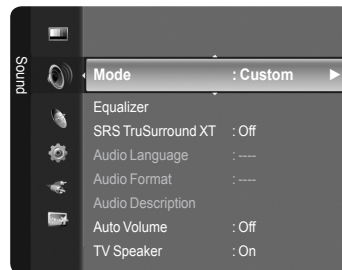 Sound
Mode : Custom ►
Equalizer
SRS TruSurround XT : Off
Audio Language : ----
Audio Format : ----
Audio Description
Auto Volume : Off
TV Speaker : On